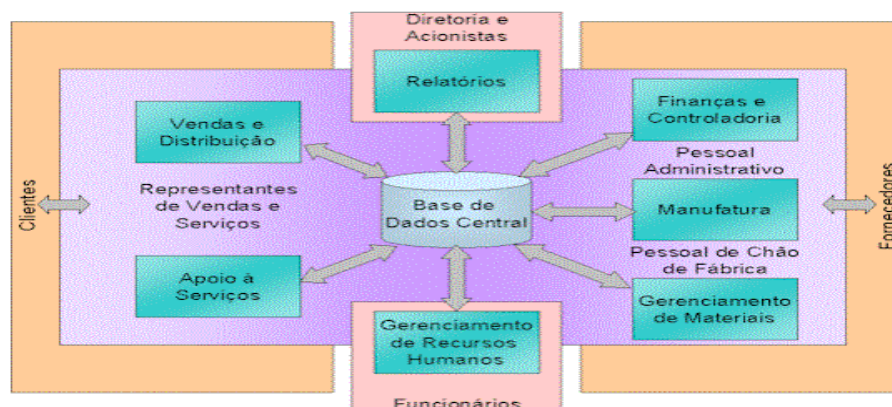 Diretoria e
Acionistas
Relatórios
Vendas e
Distribuição
Finanças e
Controladoria
Pessoal
Administrativo
Clientes
Representantes
de Vendas e
Serviços
Base de
Dados Central
Manufatura
Fornecedores
Pessoal de Chão
de Fábrica
Apoio à
Serviços
Gerenciamento
de Materiais
Gerenciamento
de Recursos
Humanos
Funcionários